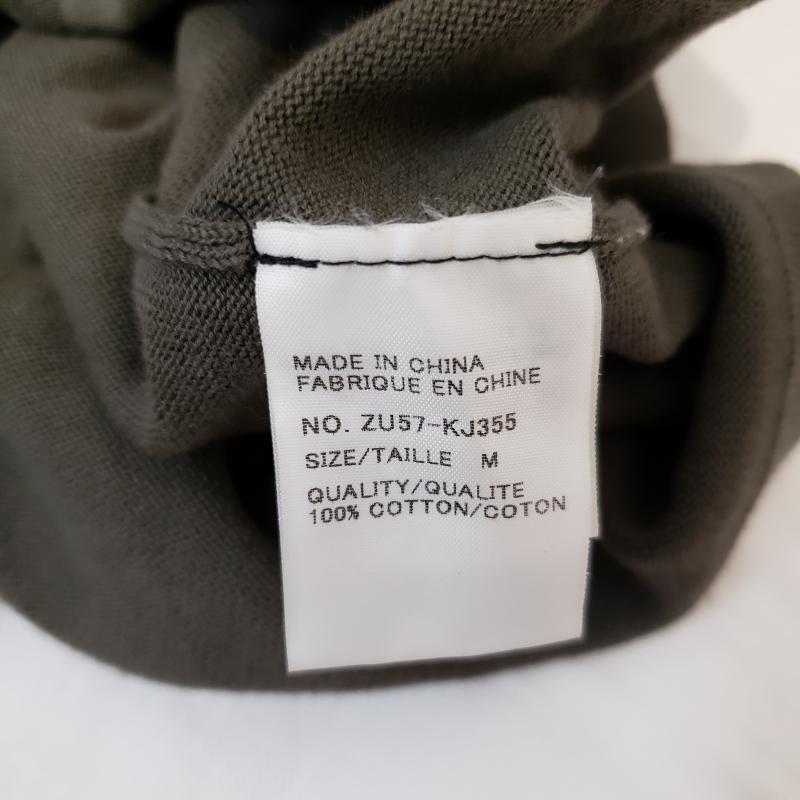 MADE IN CHINA
FABRIQUE EN CHINE
NO. ZU57-KJ355
SIZE/TAILLE M
QUALITY/QUALITE
100% COTTON/COTON